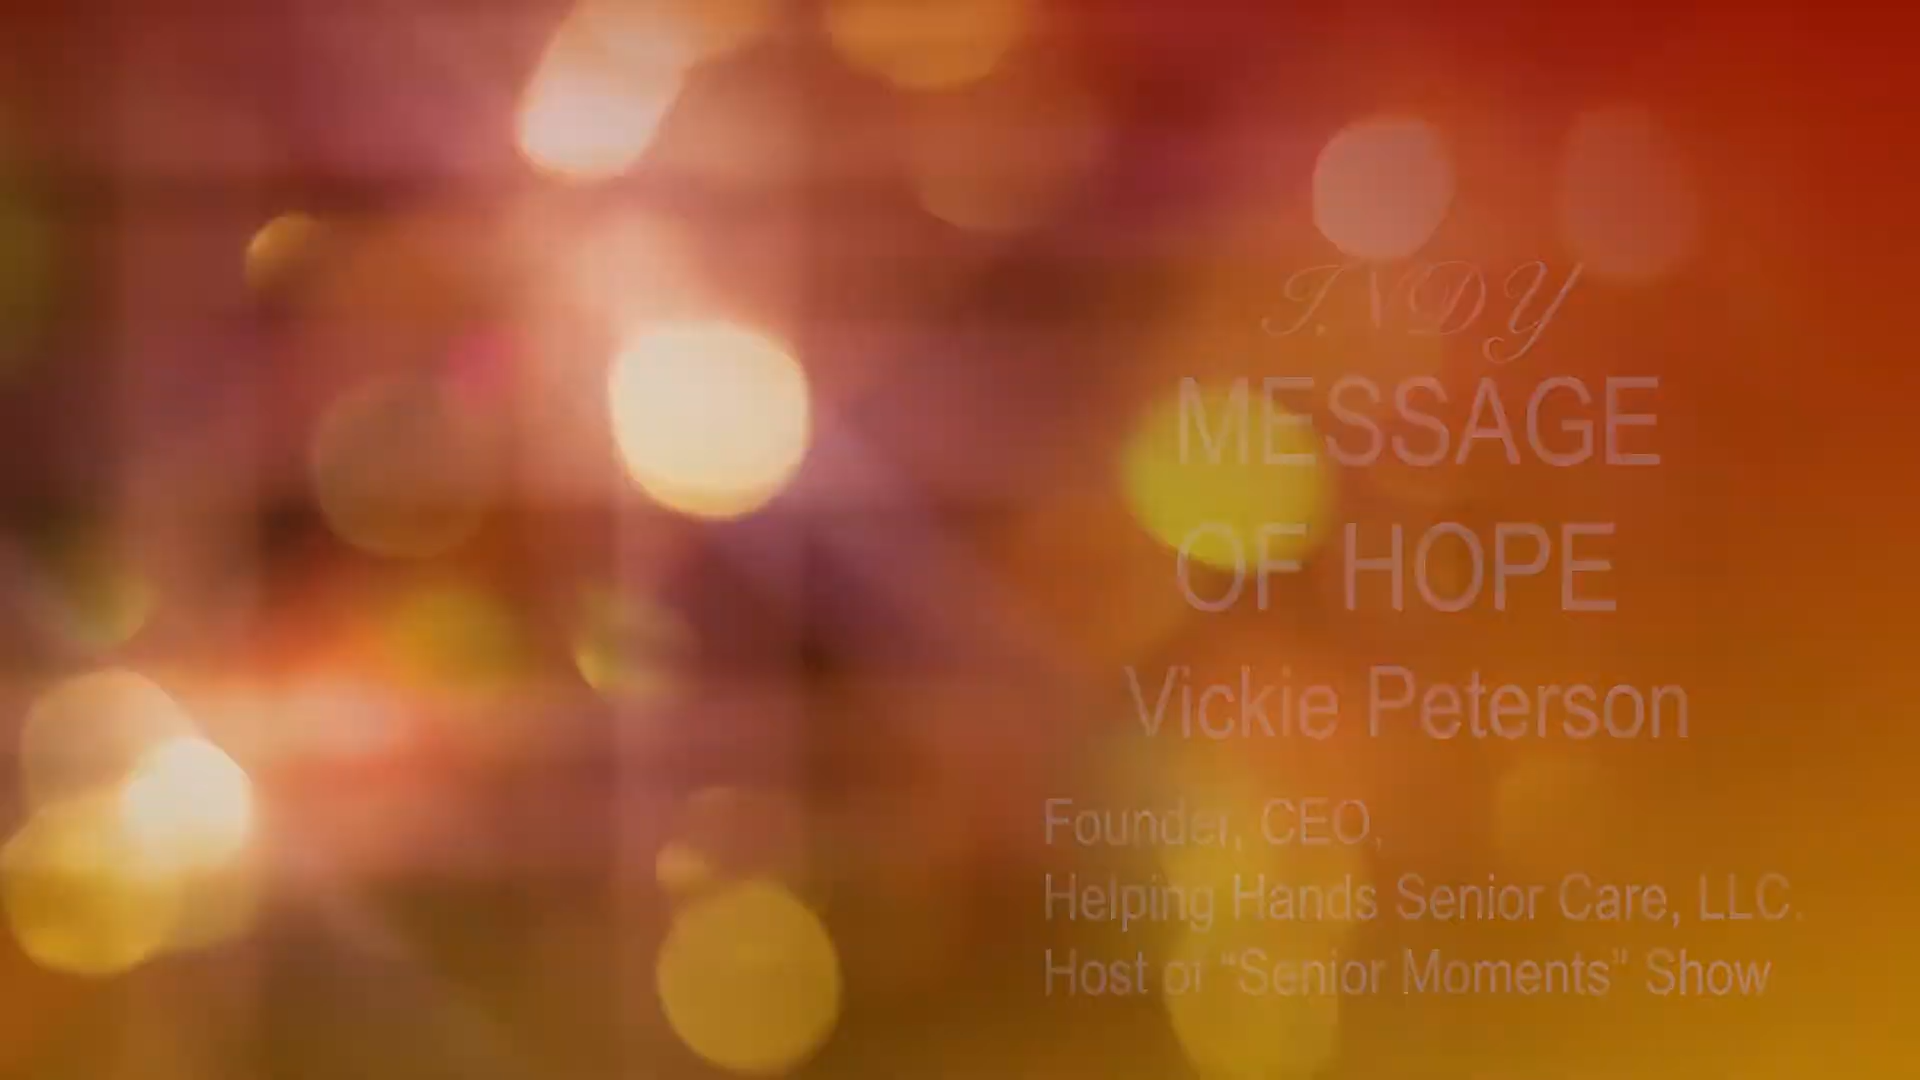 INDY
MESSAGE
OF HOPE
Vickie Peterson
Founder, CEO,
Helping Hands Senior Care, LLC.
Host of “Senior Moments” Show